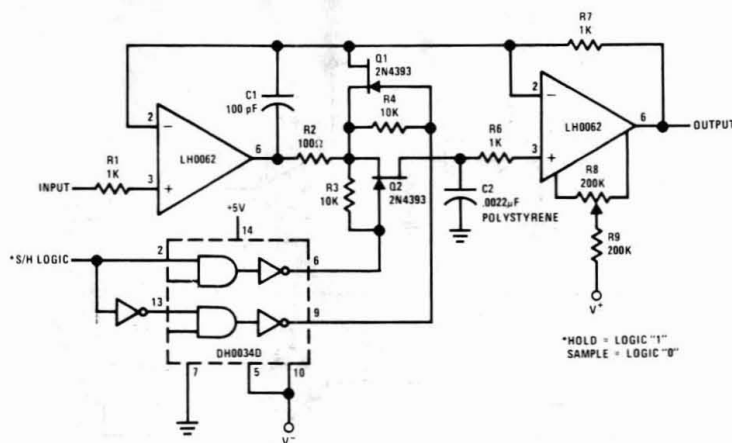 R7
1K
Q1
2N4393
C1
100 pF
R4
10K
2
−
LH0062
6
R2
100Ω
R1
1K
INPUT
3
+
R3
10K
Q2
2N4393
R6
1K
2
−
LH0062
6
OUTPUT
3
+
R8
200K
C2
.0022μF
POLYSTYRENE
R9
200K
V+
+5V
14
*S/H LOGIC
2
6
13
9
DH0034D
7
5
10
V−
*HOLD = LOGIC "1"
SAMPLE = LOGIC "0"